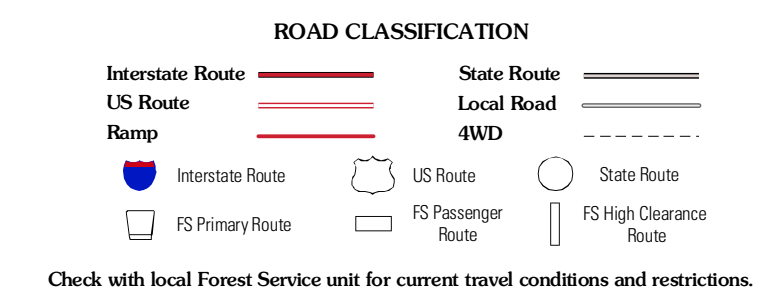 ROAD CLASSIFICATION
Interstate Route
State Route
US Route
Local Road
Ramp
4WD
Interstate Route
US Route
State Route
FS Primary Route
FS Passenger
Route
FS High Clearance
Route
Check with local Forest Service unit for current travel conditions and restrictions.